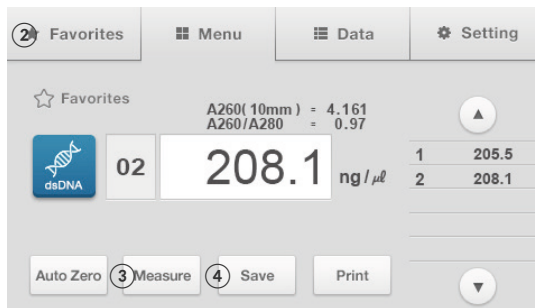 ② Favorites
Menu
Data
Setting
Favorites
A260(10mm) = 4.161
A260/A280 = 0.97
dsDNA
02
208.1 ng/㎕
1 205.5
2 208.1
Auto Zero
③ Measure
④ Save
Print